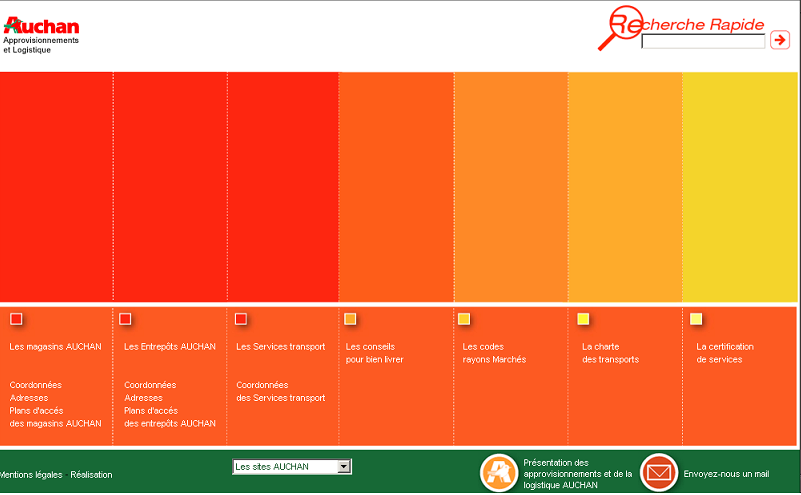 Auchan
Approvisionnements
et Logistique
Recherche Rapide
Les magasins AUCHAN
Coordonnées
Adresses
Plans d'accés
des magasins AUCHAN
Les Entrepôts AUCHAN
Coordonnées
Adresses
Plans d'accés
des entrepôts AUCHAN
Les Services transport
Coordonnées
des Services transport
Les conseils
pour bien livrer
Les codes
rayons Marchés
La charte
des transports
La certification
de services
Mentions légales - Réalisation
Les sites AUCHAN
Présentation des
approvisionnements et de la
logistique AUCHAN
Envoyez-nous un mail